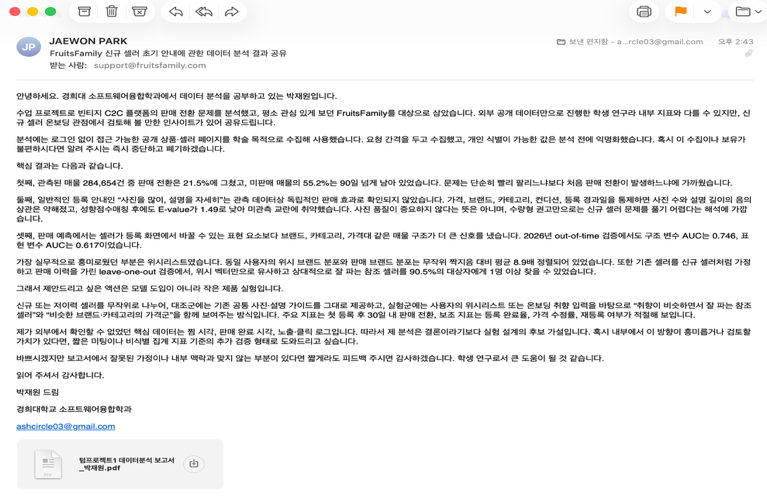 JP
JAEWON PARK
FruitsFamily 신규 셀러 초기 안내에 관한 데이터 분석 결과 공유
받는 사람: support@fruitsfamily.com
보낸 편지함 - a...rcle03@gmail.com 오후 2:43
안녕하세요. 경희대 소프트웨어융합학과에서 데이터 분석을 공부하고 있는 박재원입니다.
수업 프로젝트로 빈티지 C2C 플랫폼의 판매 전환 문제를 분석했고, 평소 관심 있게 보던 FruitsFamily를 대상으로 삼았습니다. 외부 공개 데이터만으로 진행한 학생 연구라 내부 지표와 다를 수 있지만, 신
규 셀러 온보딩 관점에서 검토해 볼 만한 인사이트가 있어 공유드립니다.
분석에는 로그인 없이 접근 가능한 공개 상품·셀러 페이지를 학술 목적으로 수집해 사용했습니다. 요청 간격을 두고 수집했고, 개인 식별이 가능한 값은 분석 전에 익명화했습니다. 혹시 이 수집이나 보유가
불편하시다면 알려 주시는 즉시 중단하고 폐기하겠습니다.
핵심 결과는 다음과 같습니다.
첫째, 관측된 매물 284,654건 중 판매 전환은 21.5%에 그쳤고, 미판매 매물의 55.2%는 90일 넘게 남아 있었습니다. 문제는 단순히 빨리 팔리느냐보다 처음 판매 전환이 발생하느냐에 가까웠습니다.
둘째, 일반적인 등록 안내인 “사진을 많이, 설명을 자세히”는 관측 데이터상 독립적인 판매 효과로 확인되지 않았습니다. 가격, 브랜드, 카테고리, 컨디션, 등록 경과일을 통제하면 사진 수와 설명 길이의 음의
상관은 약해졌고, 성향점수매칭 후에도 E-value가 1.49로 낮아 미관측 교란에 취약했습니다. 사진 품질이 중요하지 않다는 뜻은 아니며, 수량형 권고만으로는 신규 셀러 문제를 풀기 어렵다는 해석에 가깝
습니다.
셋째, 판매 예측에서는 셀러가 등록 화면에서 바꿀 수 있는 표현 요소보다 브랜드, 카테고리, 가격대 같은 매물 구조가 더 큰 신호를 냈습니다. 2026년 out-of-time 검증에서도 구조 변수 AUC는 0.746, 표
현 변수 AUC는 0.617이었습니다.
가장 실무적으로 흥미로웠던 부분은 위시리스트였습니다. 동일 사용자의 위시 브랜드 분포와 판매 브랜드 분포는 무작위 짝지음 대비 평균 8.9배 정렬되어 있었습니다. 또한 기존 셀러를 신규 셀러처럼 가정
하고 판매 이력을 가린 leave-one-out 검증에서, 위시 벡터만으로 유사하고 상대적으로 잘 파는 참조 셀러를 90.5%의 대상자에게 1명 이상 찾을 수 있었습니다.
그래서 제안드리고 싶은 액션은 모델 도입이 아니라 작은 제품 실험입니다.
신규 또는 저이력 셀러를 무작위로 나누어, 대조군에는 기존 공통 사진·설명 가이드를 그대로 제공하고, 실험군에는 사용자의 위시리스트 또는 온보딩 취향 입력을 바탕으로 “취향이 비슷하면서 잘 파는 참조
셀러”와 “비슷한 브랜드·카테고리의 가격군”을 함께 보여주는 방식입니다. 주요 지표는 첫 등록 후 30일 내 판매 전환, 보조 지표는 등록 완료율, 가격 수정률, 재등록 여부가 적절해 보입니다.
제가 외부에서 확인할 수 없었던 핵심 데이터는 찜 시각, 판매 완료 시각, 노출·클릭 로그입니다. 따라서 제 분석은 결론이라기보다 실험 설계의 후보 가설입니다. 혹시 내부에서 이 방향이 흥미롭거나 검토할
가치가 있다면, 짧은 미팅이나 비식별 집계 지표 기준의 추가 검증 형태로 도와드리고 싶습니다.
바쁘시겠지만 보고서에서 잘못된 가정이나 내부 맥락과 맞지 않는 부분이 있다면 짧게라도 피드백 주시면 감사하겠습니다. 학생 연구로서 큰 도움이 될 것 같습니다.
읽어 주셔서 감사합니다.
박재원 드림
경희대학교 소프트웨어융합학과
ashcircle03@gmail.com
텀프로젝트1 데이터분석 보고서
_박재원.pdf